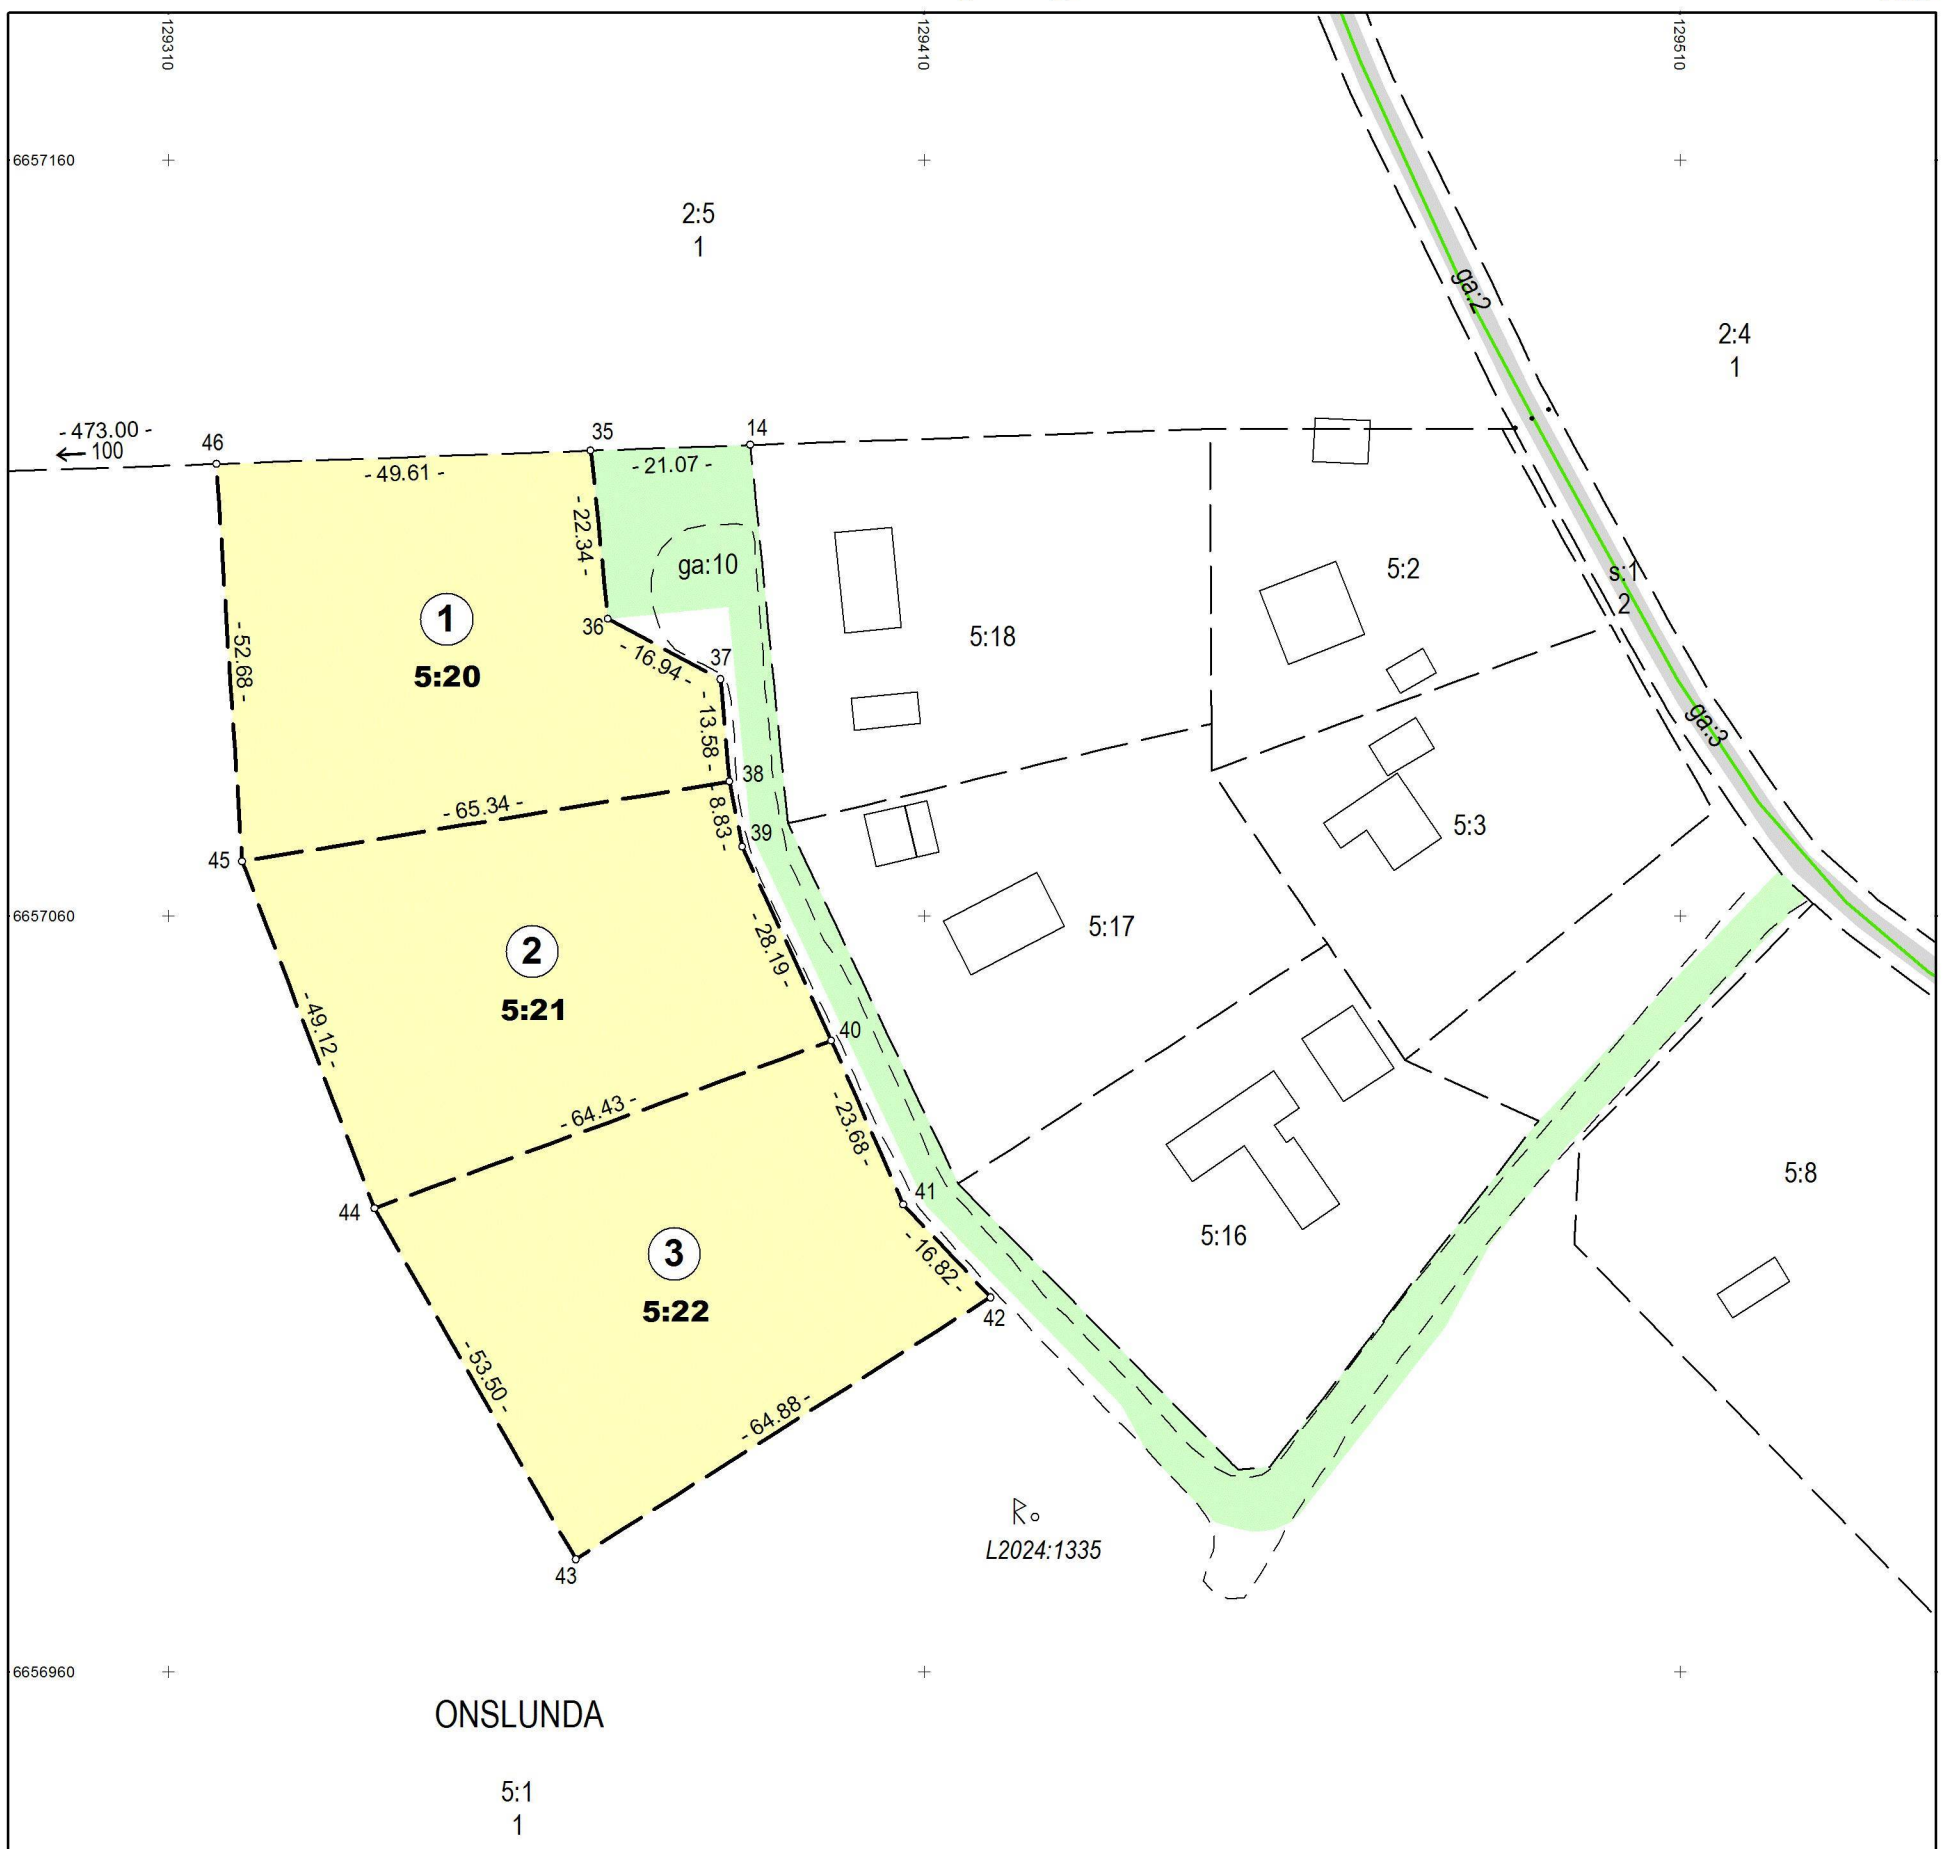 129310
129410
129510
6657160
2:5
1
ga:2
2:4
1
- 473.00 -
100
46
35
14
- 49.61 -
- 21.07 -
- 22.34 -
ga:10
5:2
s:1
2
1
5:20
36
37
- 16.94 -
5:18
- 52.68 -
- 13.58 -
ga:3
38
- 65.34 -
- 8.83 -
39
5:3
45
6657060
2
5:21
- 28.19 -
5:17
- 49.12 -
40
- 64.43 -
- 23.68 -
5:8
41
44
5:16
3
5:22
- 16.82 -
42
- 53.50 -
- 64.88 -
R
L2024:1335
43
6656960
ONSLUNDA
5:1
1